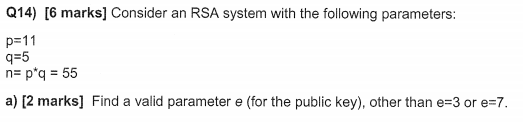 Q14) [6 marks] Consider an RSA system with the following parameters:
p=11
q=5
n= p*q = 55
a) [2 marks] Find a valid parameter e (for the public key), other than e=3 or e=7.